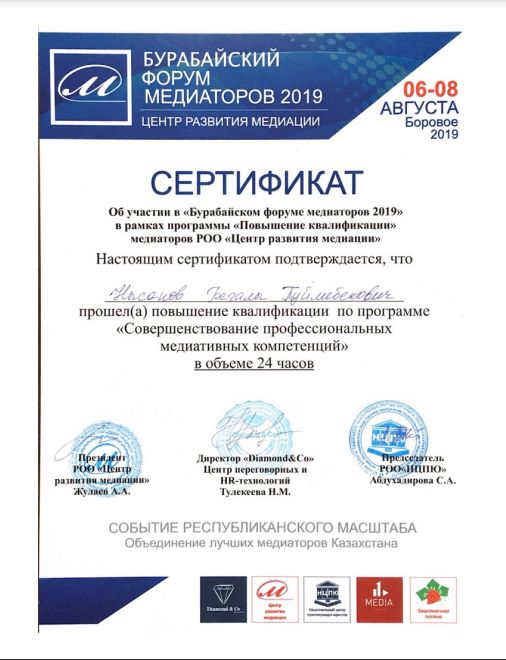 БУРАБАЙСКИЙ
ФОРУМ
МЕДИАТОРОВ 2019
ЦЕНТР РАЗВИТИЯ МЕДИАЦИИ
06-08
АВГУСТА
Боровое
2019
СЕРТИФИКАТ
Об участии в «Бурабайском форуме медиаторов 2019»
в рамках программы «Повышение квалификации»
медиаторов РОО «Центр развития медиации»
Настоящим сертификатом подтверждается, что
Нысанов
прошел(а) повышение квалификации по программе
«Совершенствование профессиональных
медиативных компетенций»
в объеме 24 часов
Президент
РОО «Центр
развития медиации»
Жулаев А.А.
Директор «Diamond&Co»
Центр переговорных и
HR-технологий
Тулекеева Н.М.
Председатель
РОО «НЦПЮ»
Абдухадирова С.А.
СОБЫТИЕ РЕСПУБЛИКАНСКОГО МАСШТАБА
Объединение лучших медиаторов Казахстана
Diamond & Co
Центр
развития
медиации
НЦПЮ
Национальный центр
практикующих юристов
MEDIA
Земляничная
поляна